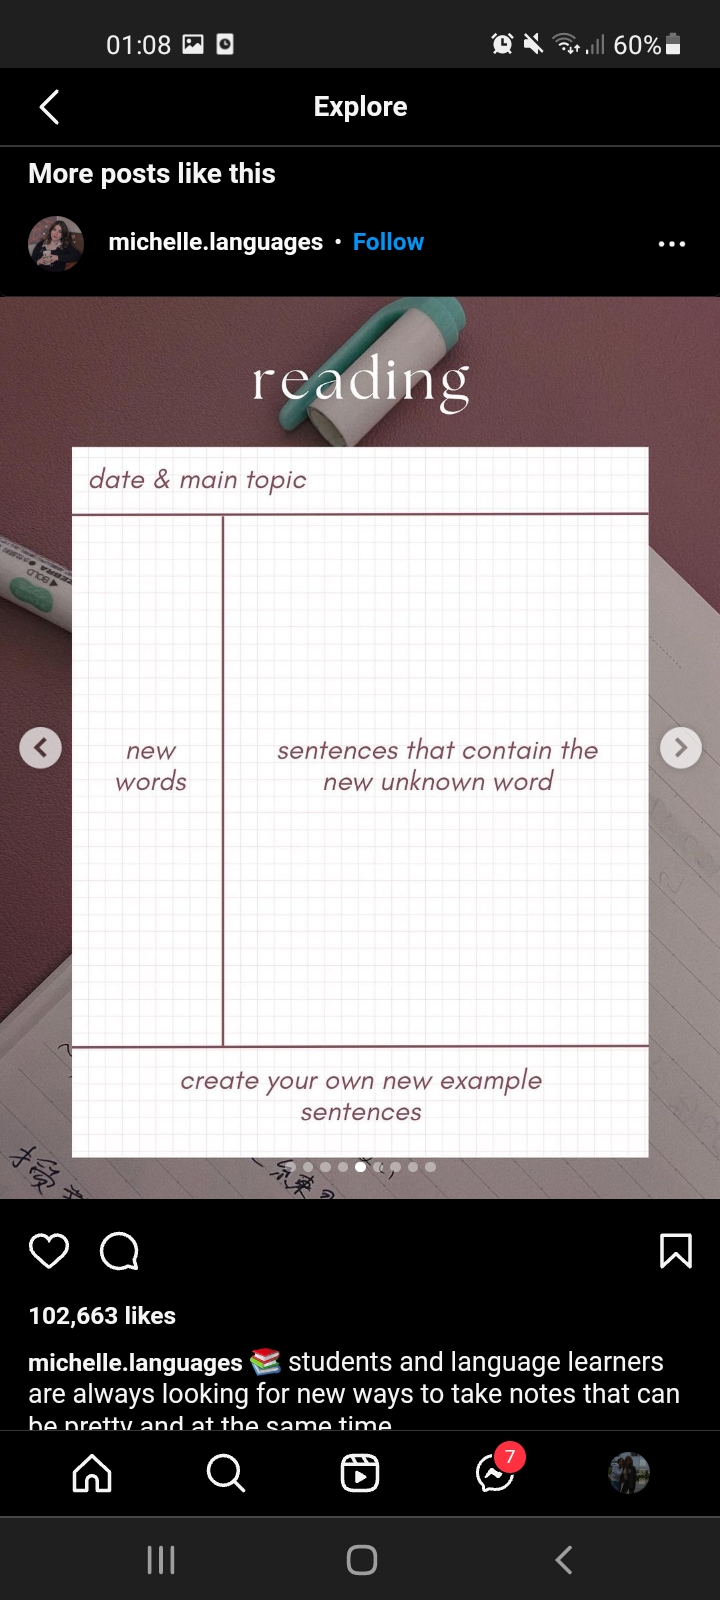 01:08 60%
Explore
More posts like this
michelle.languages • Follow
reading
date & main topic
BOLD
ZEBRA
new
words
sentences that contain the
new unknown word
create your own new example
sentences
102,663 likes
michelle.languages 📚 students and language learners
are always looking for new ways to take notes that can
be pretty and at the same time
7